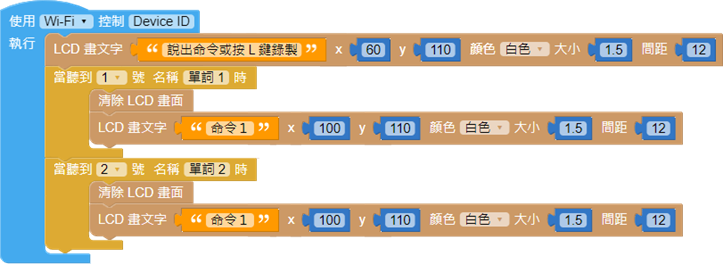 使用 Wi-Fi 控制 Device ID
執行
LCD 畫文字 “ 說出命令或按 L 鍵錄製 ” x 60 y 110 顏色 白色 大小 1.5 間距 12
當聽到 1 號 名稱 單詞 1 時
清除 LCD 畫面
LCD 畫文字 “ 命令1 ” x 100 y 110 顏色 白色 大小 1.5 間距 12
當聽到 2 號 名稱 單詞 2 時
清除 LCD 畫面
LCD 畫文字 “ 命令1 ” x 100 y 110 顏色 白色 大小 1.5 間距 12